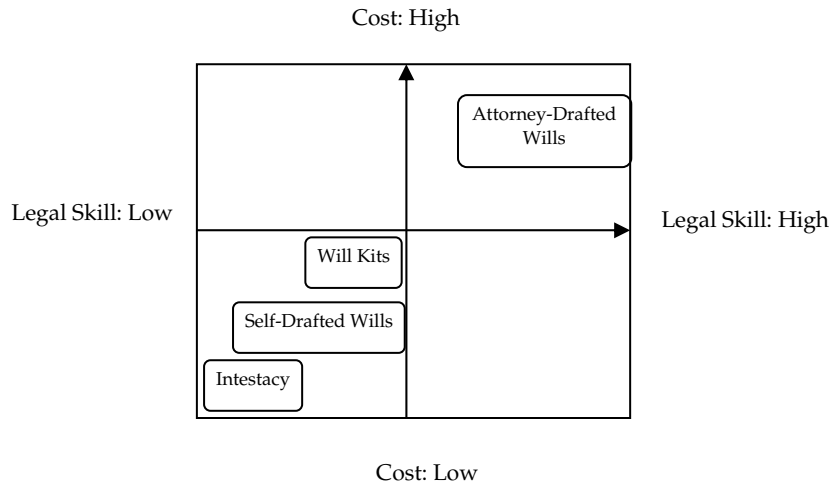 Cost: High
Attorney-Drafted
Wills
Legal Skill: Low
Legal Skill: High
Will Kits
Self-Drafted Wills
Intestacy
Cost: Low